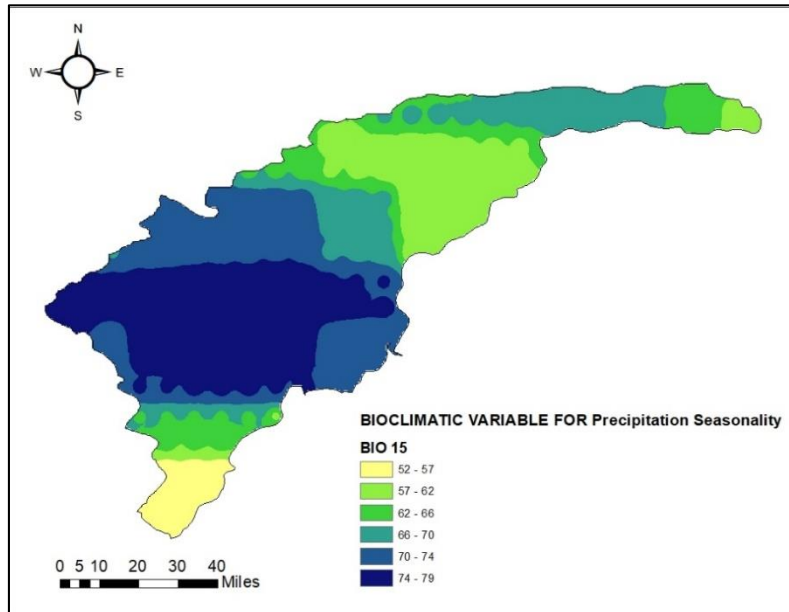 N
W E
S
BIOCLIMATIC VARIABLE FOR Precipitation Seasonality
BIO 15
52 - 57
57 - 62
62 - 66
66 - 70
70 - 74
74 - 79
0 5 10 20 30 40
Miles